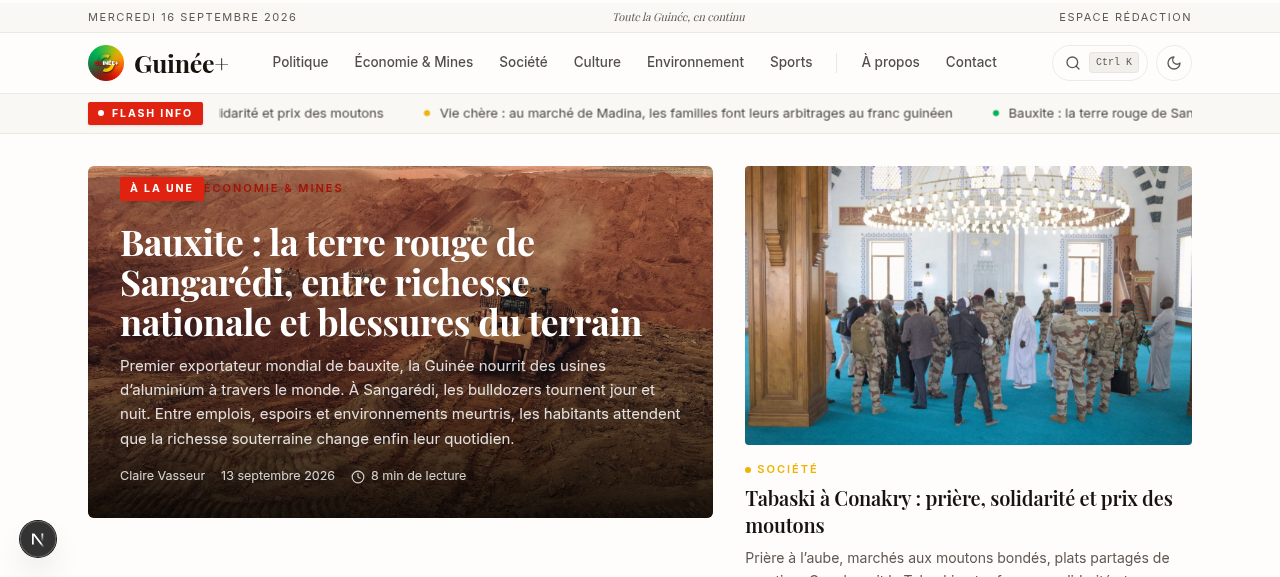 MERCREDI 16 SEPTEMBRE 2026
Toute la Guinée, en continu
ESPACE RÉDACTION
Guinée+
Politique
Économie & Mines
Société
Culture
Environnement
Sports
À propos
Contact
Ctrl K
FLASH INFO
lidarité et prix des moutons
Vie chère : au marché de Madina, les familles font leurs arbitrages au franc guinéen
Bauxite : la terre rouge de San
À LA UNE
ÉCONOMIE & MINES
Bauxite : la terre rouge de
Sangarédi, entre richesse
nationale et blessures du terrain
Premier exportateur mondial de bauxite, la Guinée nourrit des usines
d’aluminium à travers le monde. À Sangarédi, les bulldozers tournent jour et
nuit. Entre emplois, espoirs et environnements meurtris, les habitants attendent
que la richesse souterraine change enfin leur quotidien.
Claire Vasseur
13 septembre 2026
8 min de lecture
SOCIÉTÉ
Tabaski à Conakry : prière, solidarité et prix des
moutons
Prière à l’aube, marchés aux moutons bondés, plats partagés de